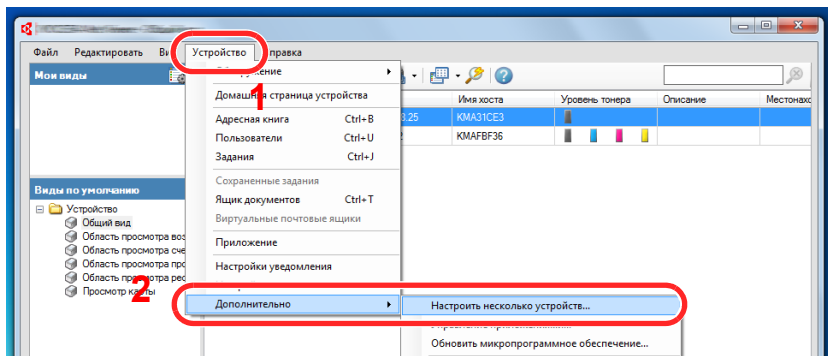 Файл Редактировать Устройство
Мои виды
Имя хоста Уровень тонера Описание
8.25 KMA31CE3
KMAFBF36
Домашняя страница устройства
1
Адресная книга Ctrl+B
Пользователи Ctrl+U
Задания Ctrl+J
Сохраненные задания
Ящик документов Ctrl+T
Виртуальные почтовые ящики
Приложение
Настройки уведомления
Дополнительно
Настроить несколько устройств...
Обновить микропрограммное обеспечение...
Виды по умолчанию
Устройство
Общий вид
Область просмотра
Область просмотра
Область просмотра
Область просмотра
Просмотр карты
2